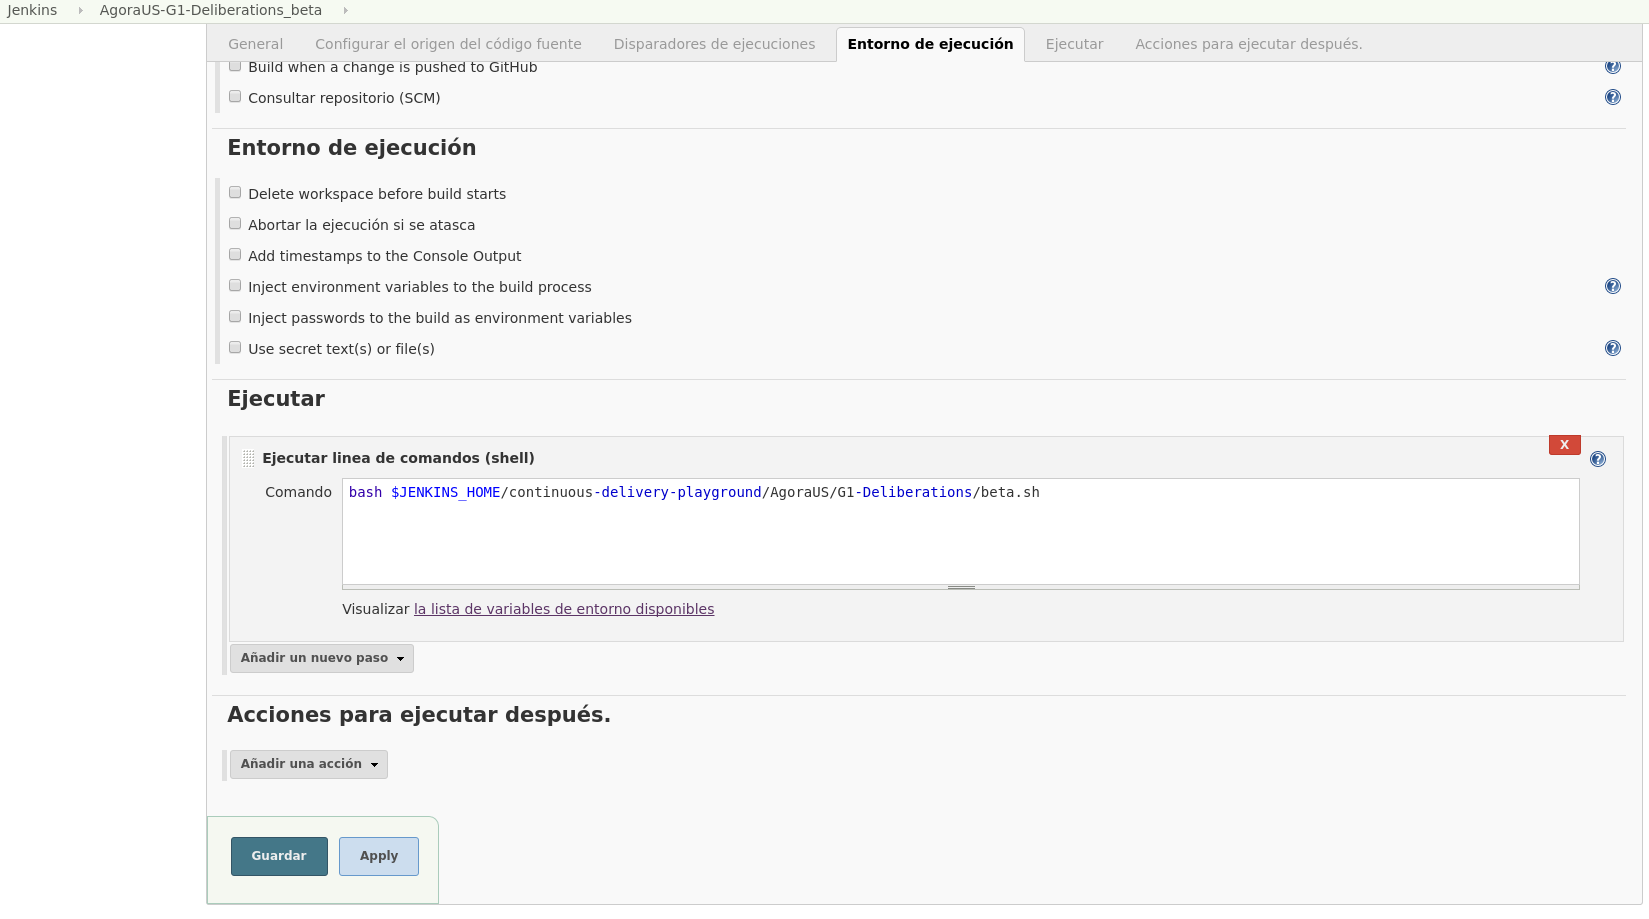 Jenkins AgoraUS-G1-Deliberations_beta
General Configurar el origen del código fuente Disparadores de ejecuciones Entorno de ejecución Ejecutar Acciones para ejecutar después.
Build when a change is pushed to GitHub
Consultar repositorio (SCM)
Entorno de ejecución
Delete workspace before build starts
Abortar la ejecución si se atasca
Add timestamps to the Console Output
Inject environment variables to the build process
Inject passwords to the build as environment variables
Use secret text(s) or file(s)
Ejecutar
X
Ejecutar linea de comandos (shell)
Comando bash $JENKINS_HOME/continuous-delivery-playground/AgoraUS/G1-Deliberations/beta.sh
Visualizar la lista de variables de entorno disponibles
Añadir un nuevo paso
Acciones para ejecutar después.
Añadir una acción
Guardar Apply